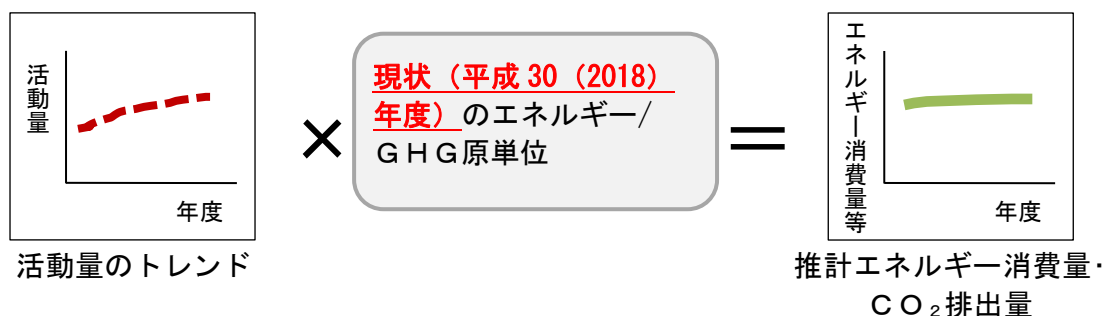 活動量
年度
活動量のトレンド
×
現状（平成 30（2018）
年度）のエネルギー/
ＧＨＧ原単位
＝
エネルギー消費量等
年度
推計エネルギー消費量・
ＣＯ₂排出量